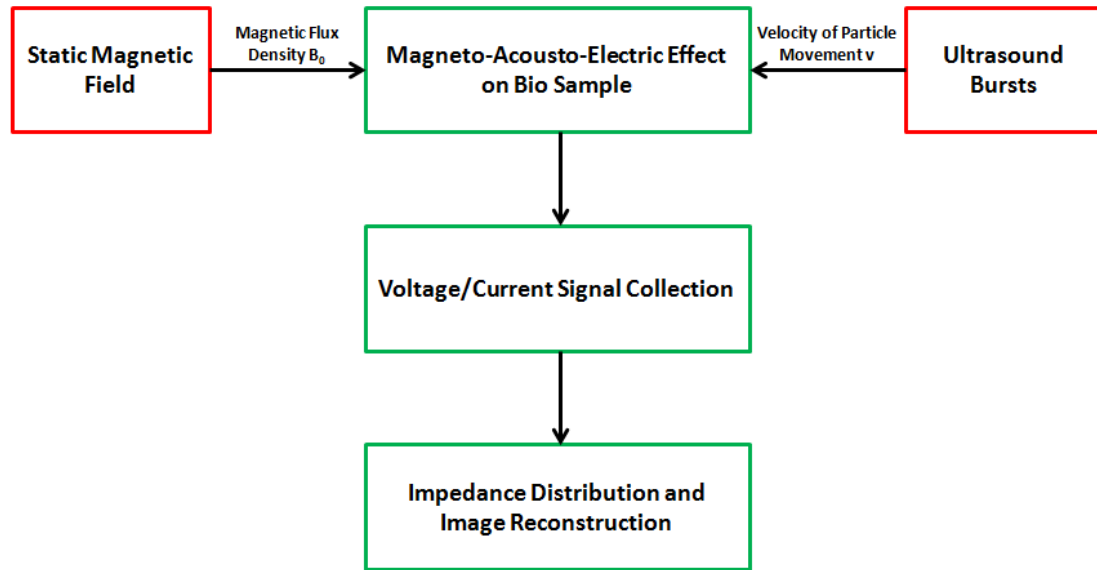 Static Magnetic
Field
Magnetic Flux
Density B₀
Magneto-Acousto-Electric Effect
on Bio Sample
Velocity of Particle
Movement v
Ultrasound
Bursts
Voltage/Current Signal Collection
Impedance Distribution and
Image Reconstruction